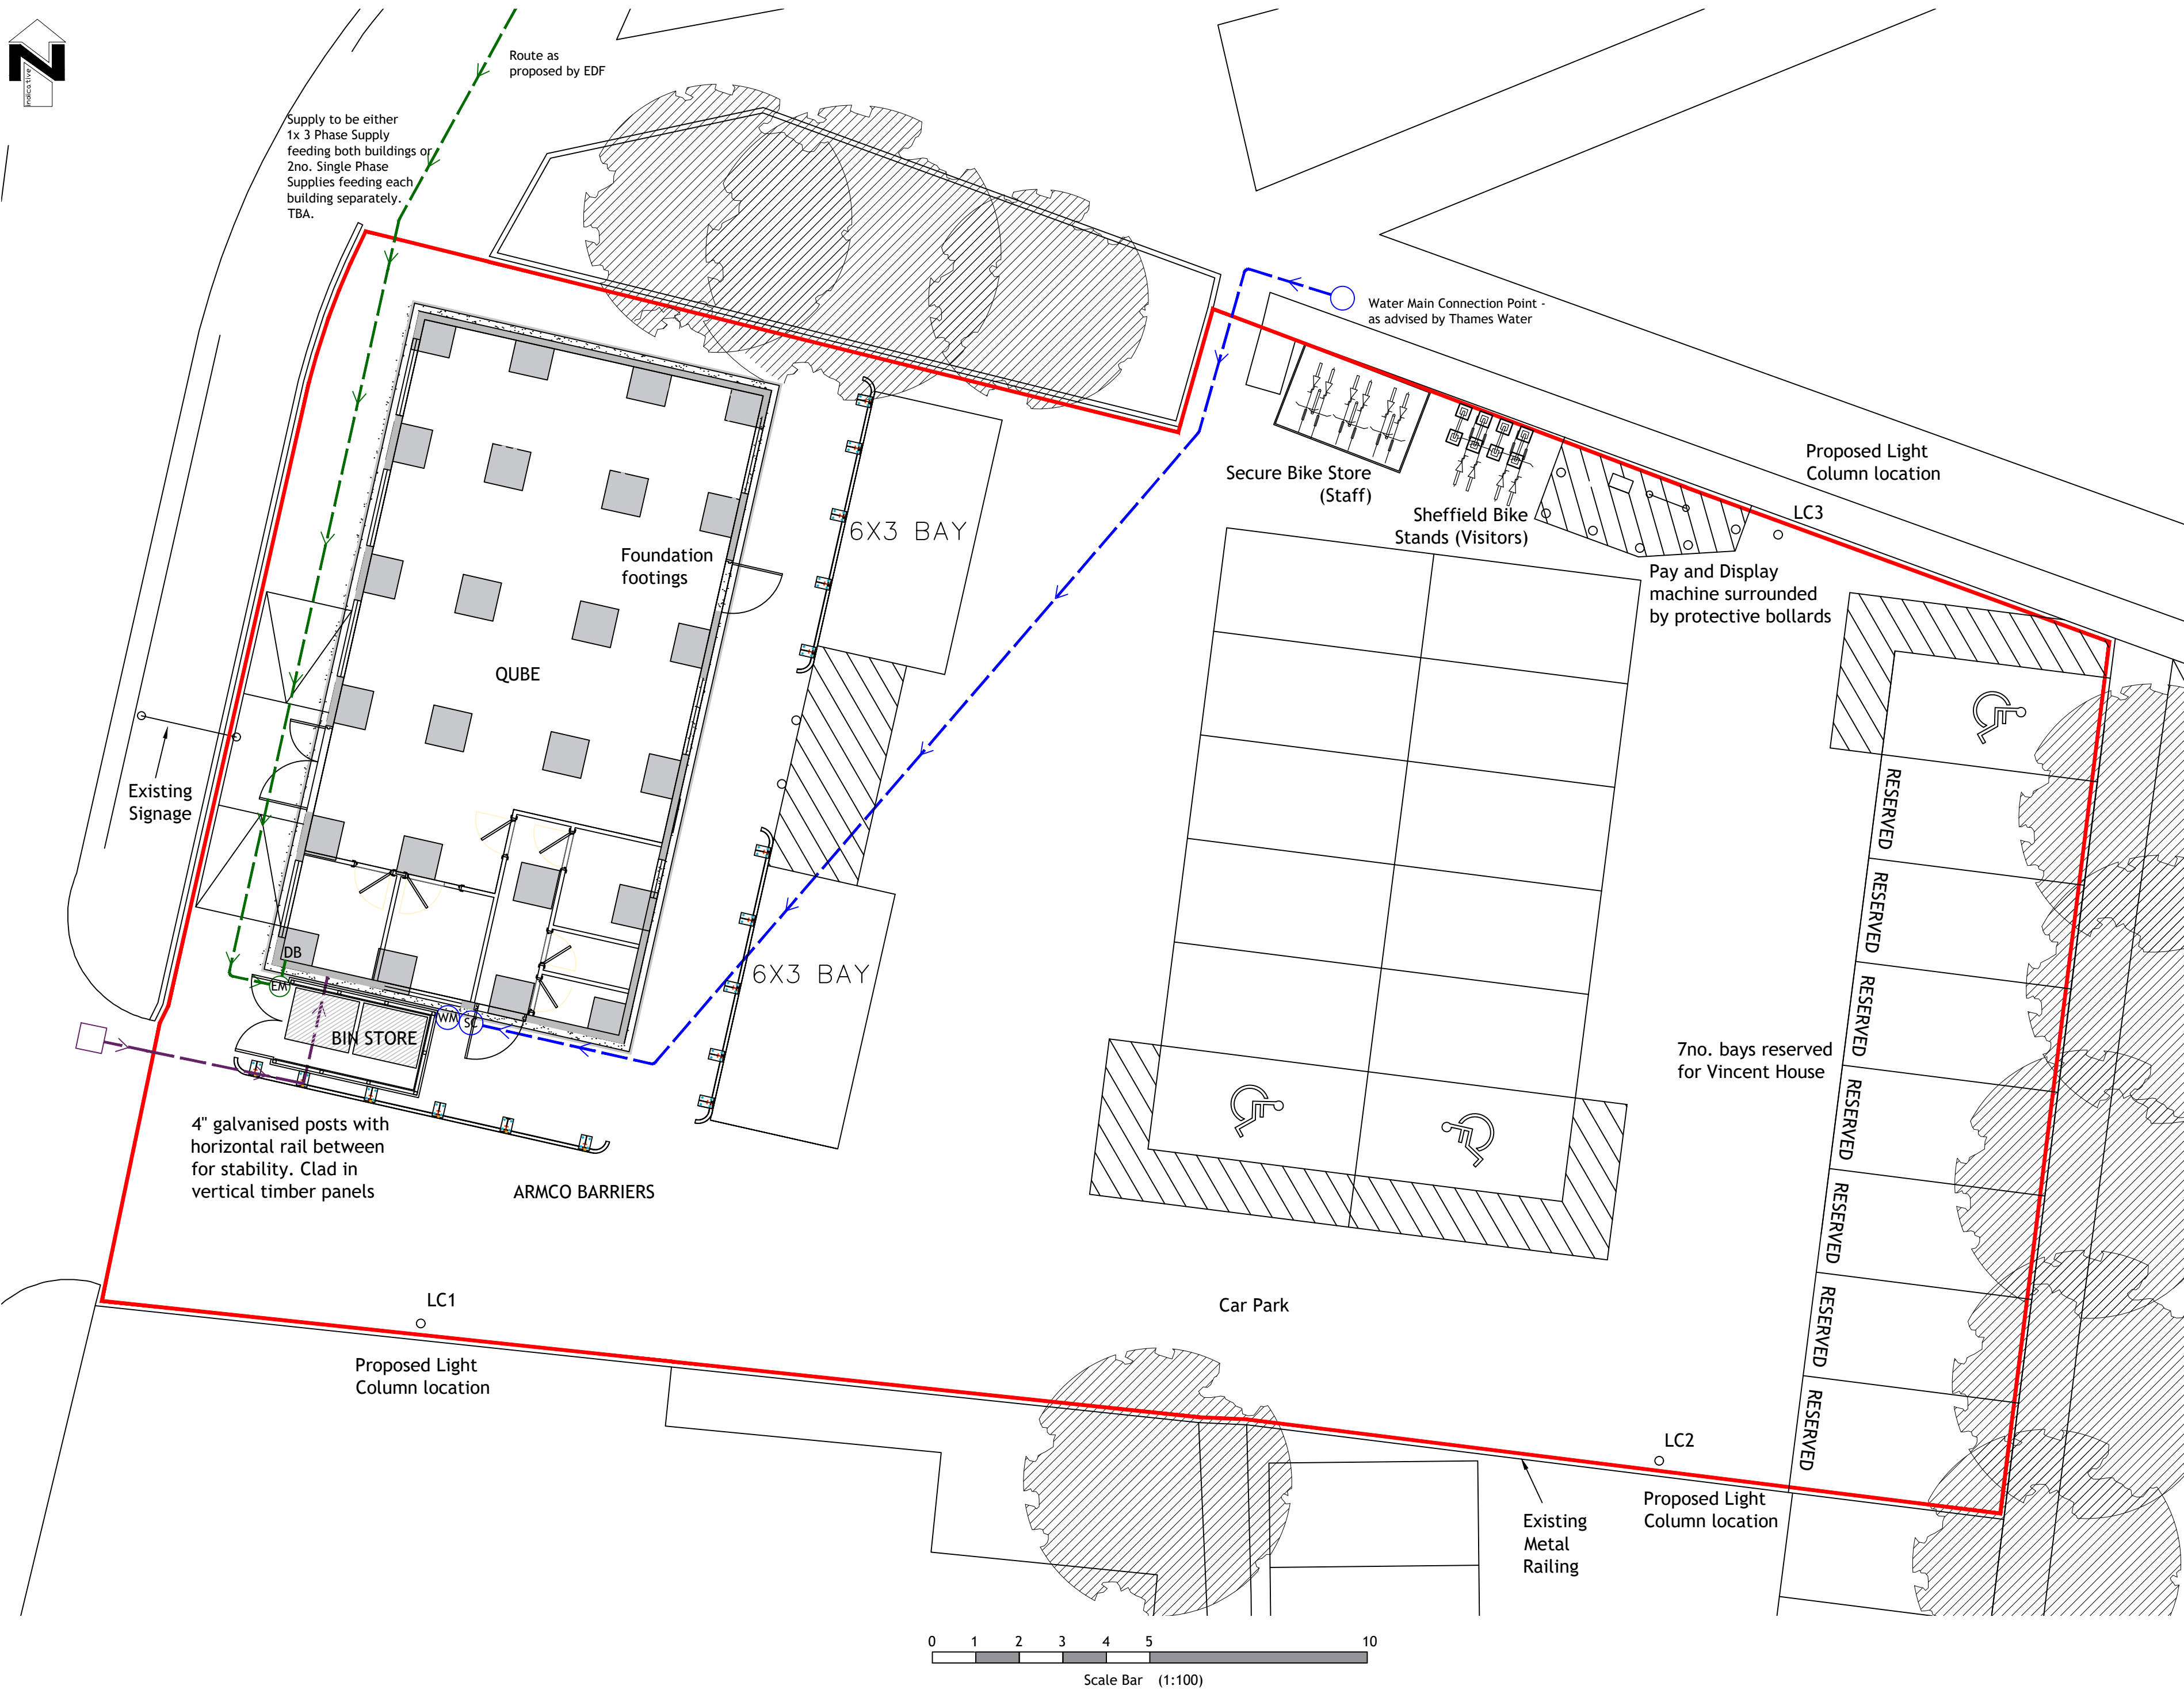 N
Indicative
Route as
proposed by EDF
Supply to be either
1x 3 Phase Supply
feeding both buildings or
2no. Single Phase
Supplies feeding each
building separately.
TBA.
Water Main Connection Point -
as advised by Thames Water
Proposed Light
Column location
LC3
Secure Bike Store
(Staff)
Sheffield Bike
Stands (Visitors)
Pay and Display
machine surrounded
by protective bollards
6X3 BAY
Foundation
footings
QUBE
Existing
Signage
RESERVED
RESERVED
RESERVED
RESERVED
RESERVED
RESERVED
RESERVED
DB
EM
WM
SC
BIN STORE
6X3 BAY
7no. bays reserved
for Vincent House
4" galvanised posts with
horizontal rail between
for stability. Clad in
vertical timber panels
ARMCO BARRIERS
LC1
Car Park
Proposed Light
Column location
LC2
Proposed Light
Column location
Existing
Metal
Railing
0 1 2 3 4 5 10
Scale Bar (1:100)